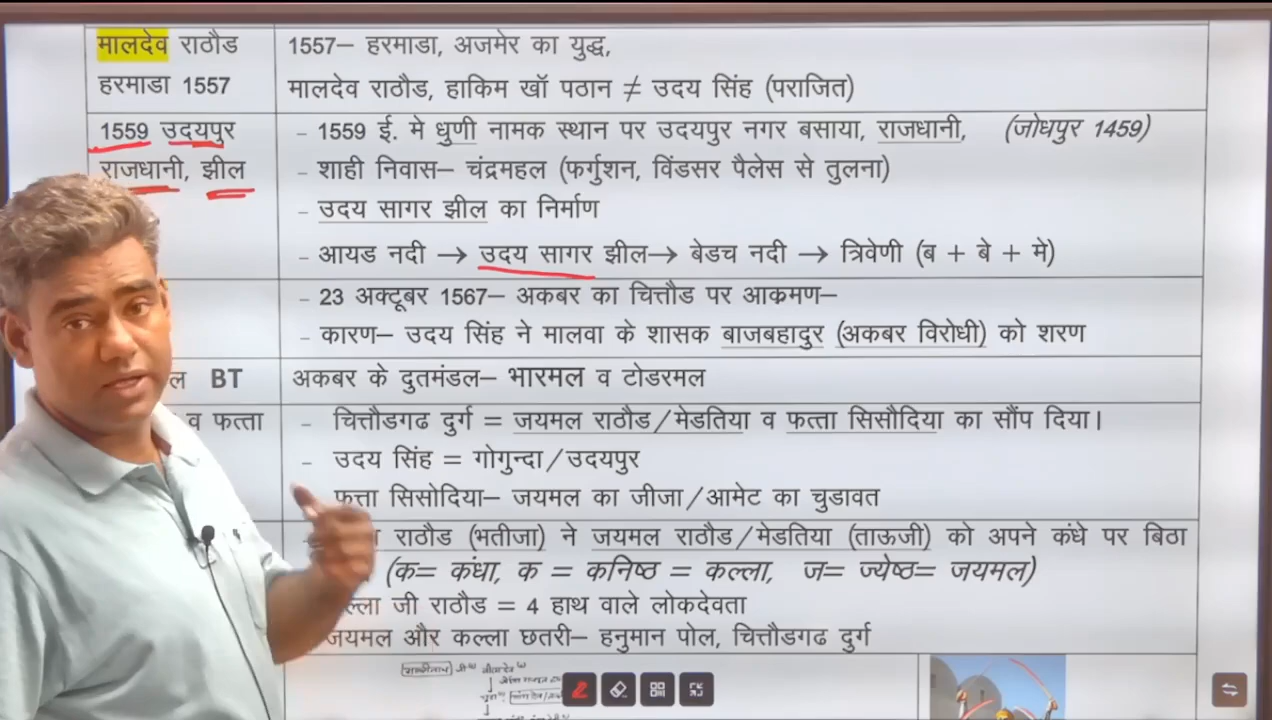 मालदेव राठौड
हरमाडा 1557
1557– हरमाडा, अजमेर का युद्ध,
मालदेव राठौड, हाकिम खॉ पठान ≠ उदय सिंह (पराजित)
1559 उदयपुर
राजधानी, झील
– 1559 ई. मे धुणी नामक स्थान पर उदयपुर नगर बसाया, राजधानी, (जोधपुर 1459)
– शाही निवास– चंद्रमहल (फर्गुशन, विंडसर पैलेस से तुलना)
– उदय सागर झील का निर्माण
– आयड नदी → उदय सागर झील→ बेडच नदी → त्रिवेणी (ब + बे + मे)
– 23 अक्टूबर 1567– अकबर का चित्तौड पर आक्रमण–
– कारण– उदय सिंह ने मालवा के शासक बाजबहादुर (अकबर विरोधी) को शरण
ल BT
अकबर के दुतमंडल– भारमल व टोडरमल
व फत्ता
– चित्तौडगढ दुर्ग = जयमल राठौड/मेडतिया व फत्ता सिसौदिया का सौंप दिया।
– उदय सिंह = गोगुन्दा/उदयपुर
फत्ता सिसोदिया– जयमल का जीजा/आमेट का चुडावत
राठौड (भतीजा) ने जयमल राठौड/मेडतिया (ताऊजी) को अपने कंधे पर बिठा
(क= कंधा, क = कनिष्ठ = कल्ला, ज= ज्येष्ठ= जयमल)
ल्ला जी राठौड = 4 हाथ वाले लोकदेवता
जयमल और कल्ला छतरी– हनुमान पोल, चित्तौडगढ दुर्ग